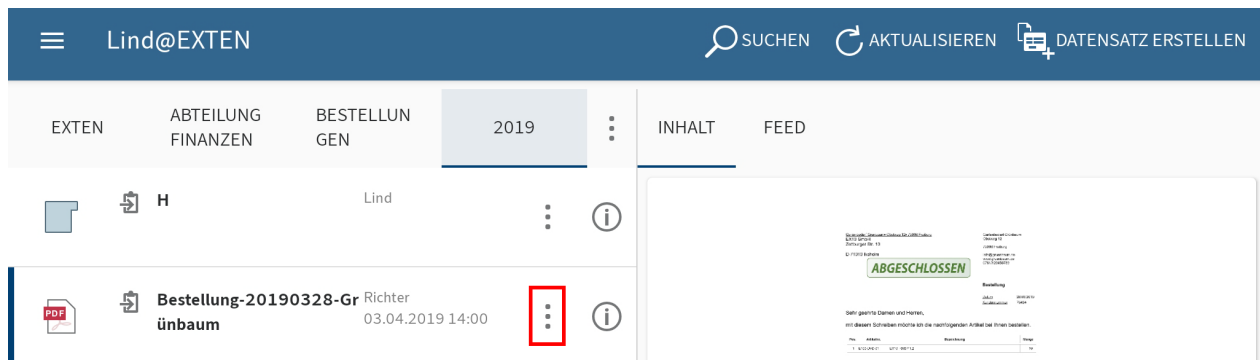 Lind@EXTEN
SUCHEN
AKTUALISIEREN
DATENSATZ ERSTELLEN
EXTEN
ABTEILUNG
FINANZEN
BESTELLUN
GEN
2019
INHALT
FEED
H
Lind
PDF
Bestellung-20190328-Gr
ünbaum
Richter
03.04.2019 14:00
ABGESCHLOSSEN
Bestellung
Sehr geehrte Damen und Herren,
mit diesem Schreiben möchte ich die nachfolgenden Artikel bei Ihnen bestellen.